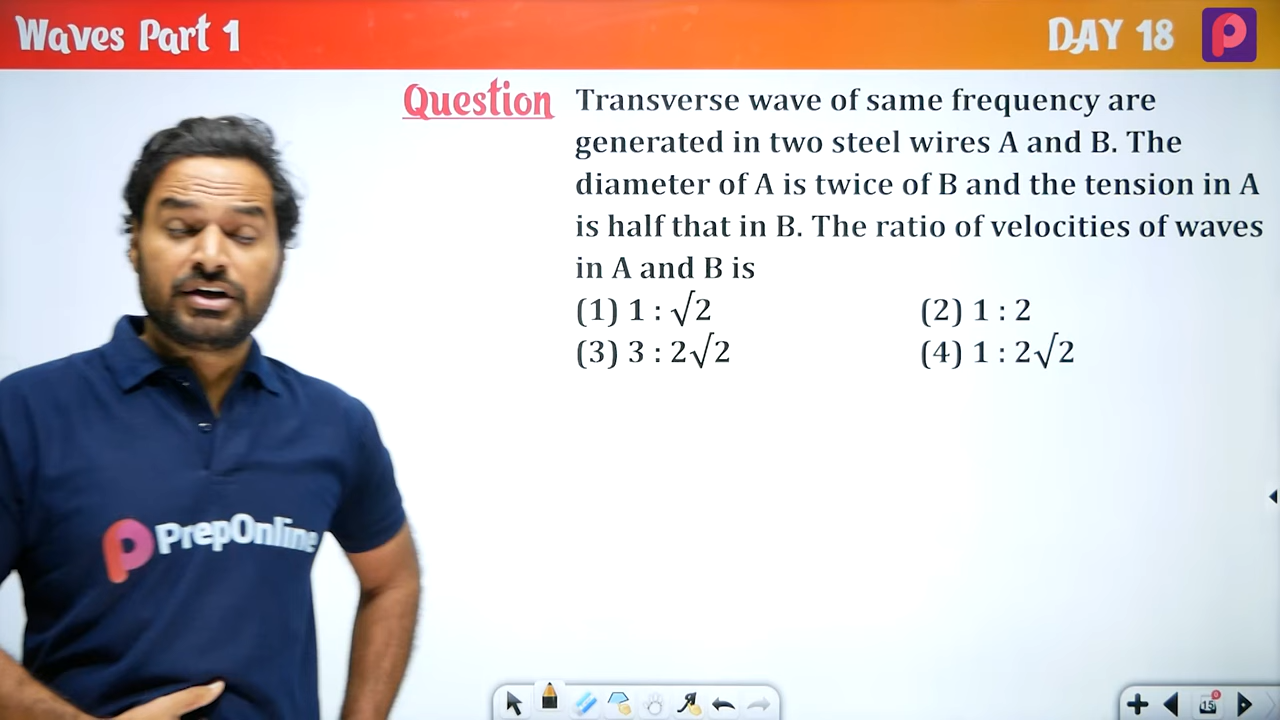 Waves Part 1
DAY 18
Question
Transverse wave of same frequency are
generated in two steel wires A and B. The
diameter of A is twice of B and the tension in A
is half that in B. The ratio of velocities of waves
in A and B is
(1) 1 : √2
(2) 1 : 2
(3) 3 : 2√2
(4) 1 : 2√2
PrepOnline
15